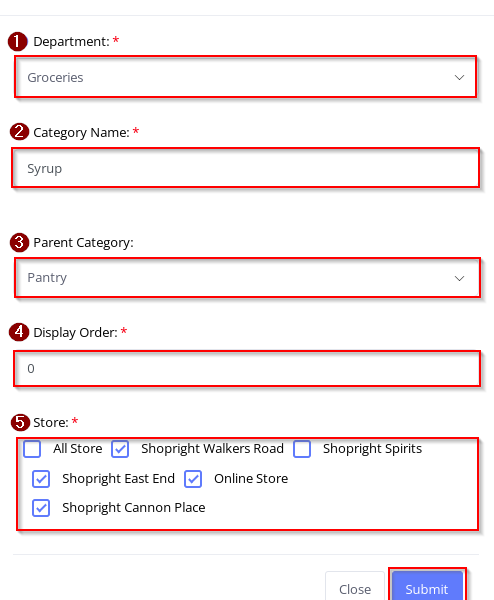 1 Department: *
Groceries
2 Category Name: *
Syrup
3 Parent Category:
Pantry
4 Display Order: *
0
5 Store: *
All Store Shopright Walkers Road Shopright Spirits
Shopright East End Online Store
Shopright Cannon Place
Close Submit